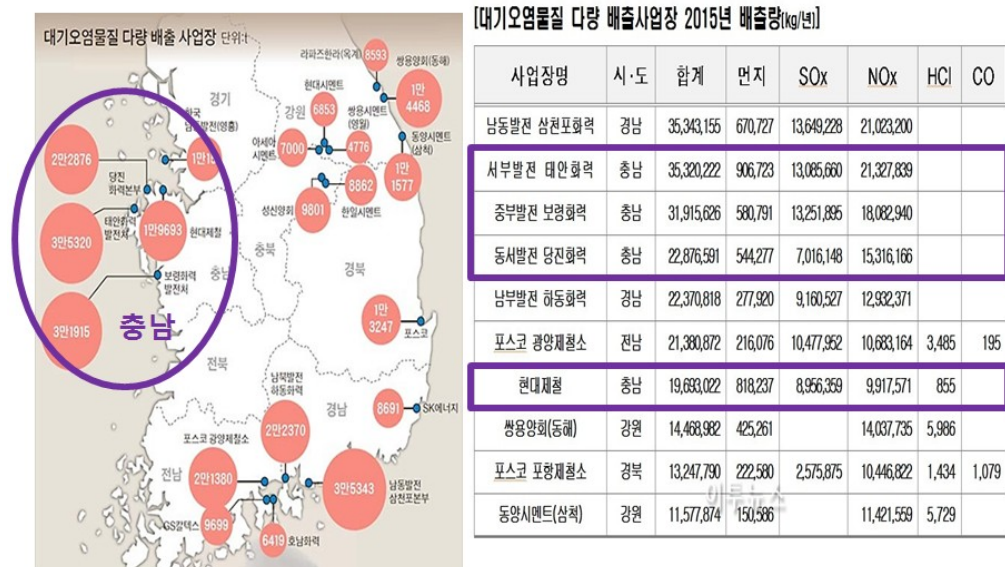 대기오염물질 다량 배출 사업장 단위:t
라파즈한라(옥계)
8593
쌍용양회(동해)
1만
4468
경기
한국
남동발전(영흥)
강원
현대시멘트
6853
쌍용시멘트
(영월)
아세아
시멘트
7000
4776
동양시멘트
(삼척)
1만
1577
2만2876
당진
화력본부
8862
한일시멘트
성신양회
9801
태안화력
발전처
3만5320
1만9693
현대제철
충북
충남
보령화력
발전처
경북
3만1915
충남
1만
3247
포스코
전북
남부발전
하동화력
경남
8691
SK에너지
2만2370
포스코 광양제철소
전남
2만1380
3만5343
남동발전
삼천포본부
GS칼텍스
9699
6419
호남화력
[대기오염물질 다량 배출사업장 2015년 배출량(kg/년)]
사업장명 시·도 합계 먼지 SOx NOx HCl CO
남동발전 삼천포화력 경남 35,343,155 670,727 13,649,228 21,023,200
서부발전 태안화력 충남 35,320,222 906,723 13,085,660 21,327,839
중부발전 보령화력 충남 31,915,626 580,791 13,251,895 18,082,940
동서발전 당진화력 충남 22,876,591 544,277 7,016,148 15,316,166
남부발전 하동화력 경남 22,370,818 277,920 9,160,527 12,932,371
포스코 광양제철소 전남 21,380,872 216,076 10,477,952 10,683,164 3,485 195
현대제철 충남 19,693,022 818,237 8,956,359 9,917,571 855
쌍용양회(동해) 강원 14,468,982 425,261 14,037,735 5,986
포스코 포항제철소 경북 13,247,790 222,580 2,575,875 10,446,822 1,434 1,079
동양시멘트(삼척) 강원 11,577,874 150,586 11,421,559 5,729
이투뉴스